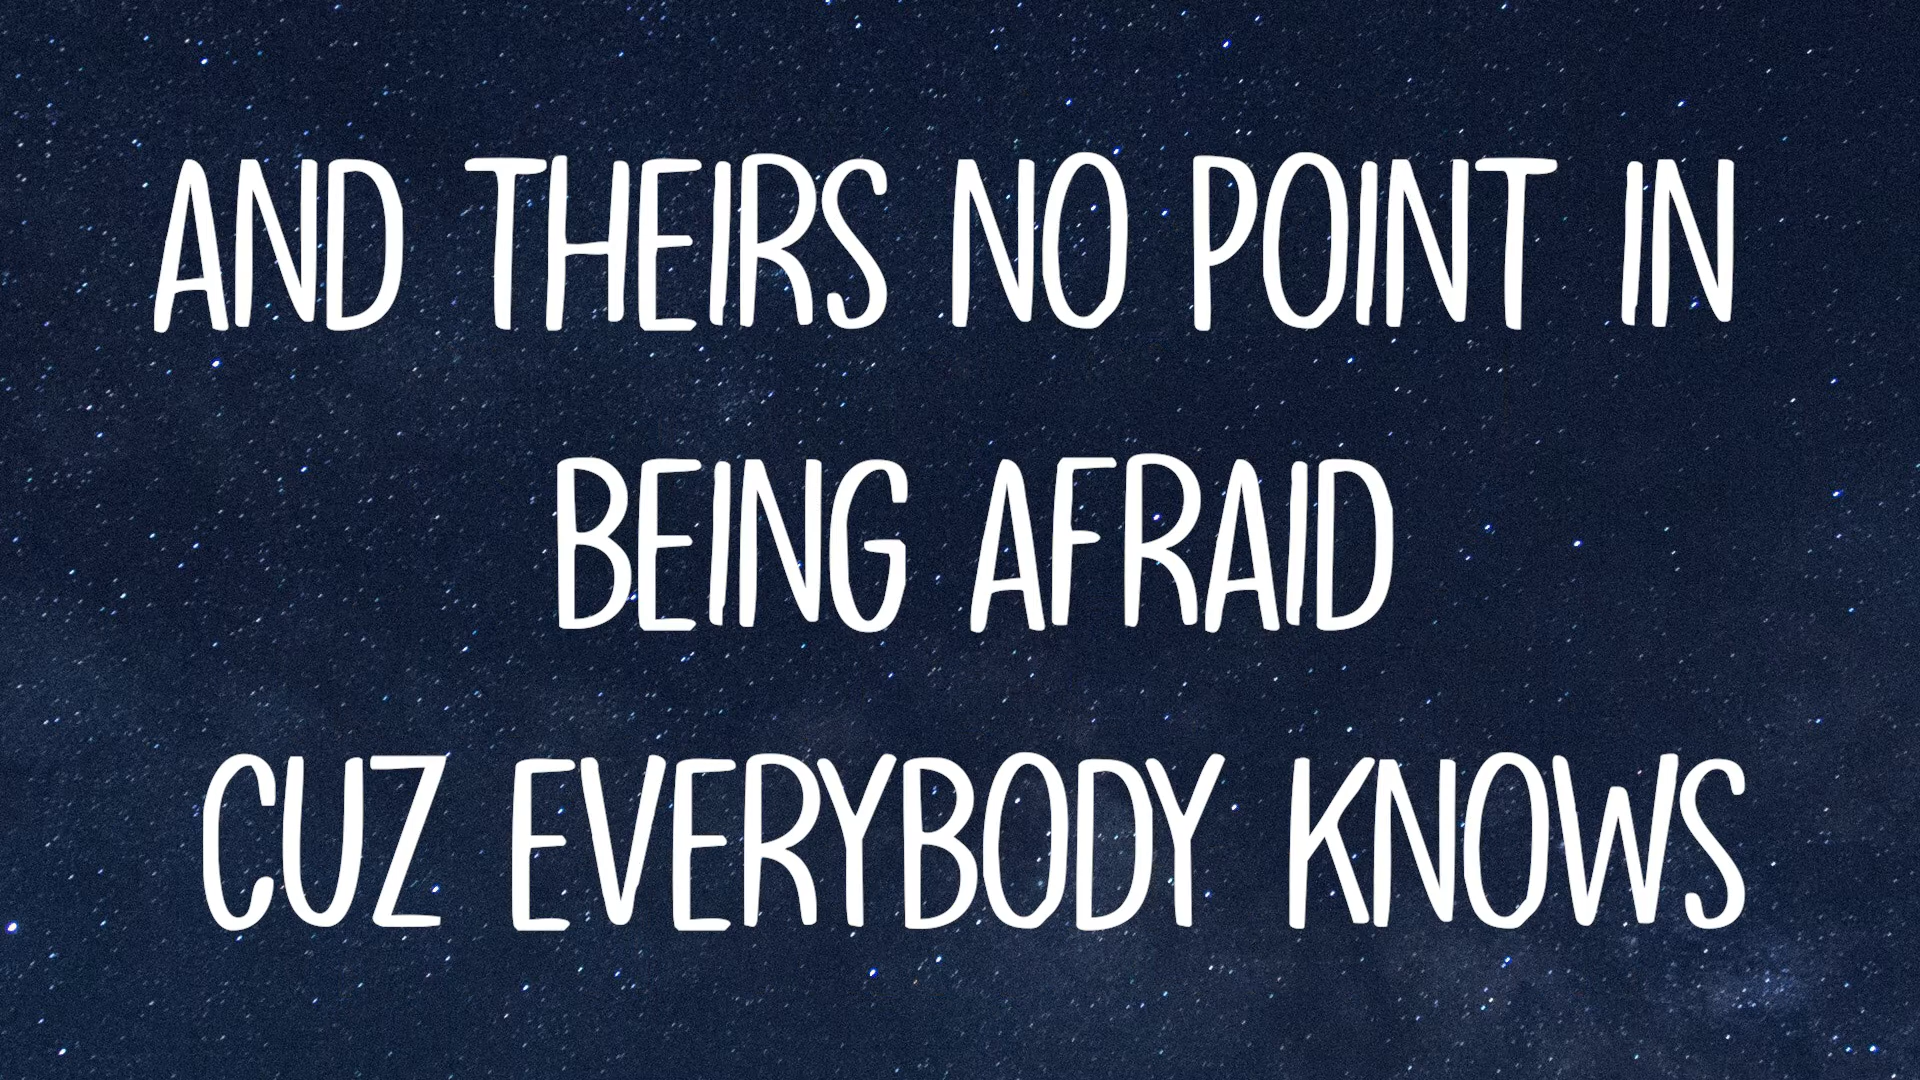 AND THEIRS NO POINT IN
BEING AFRAID
CUZ EVERYBODY KNOWS